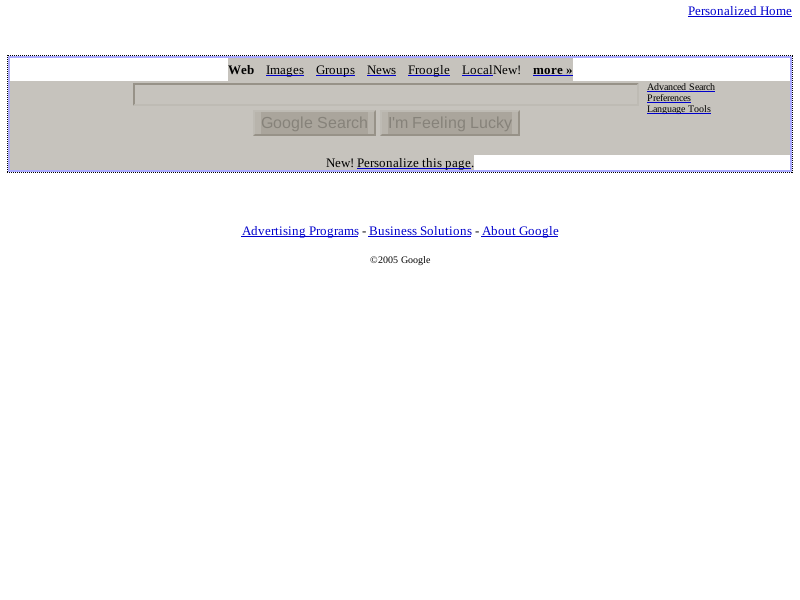 Personalized Home
Web Images Groups News Froogle LocalNew! more »
Advanced Search
Preferences
Language Tools
Google Search I'm Feeling Lucky
New! Personalize this page.
Advertising Programs - Business Solutions - About Google
©2005 Google